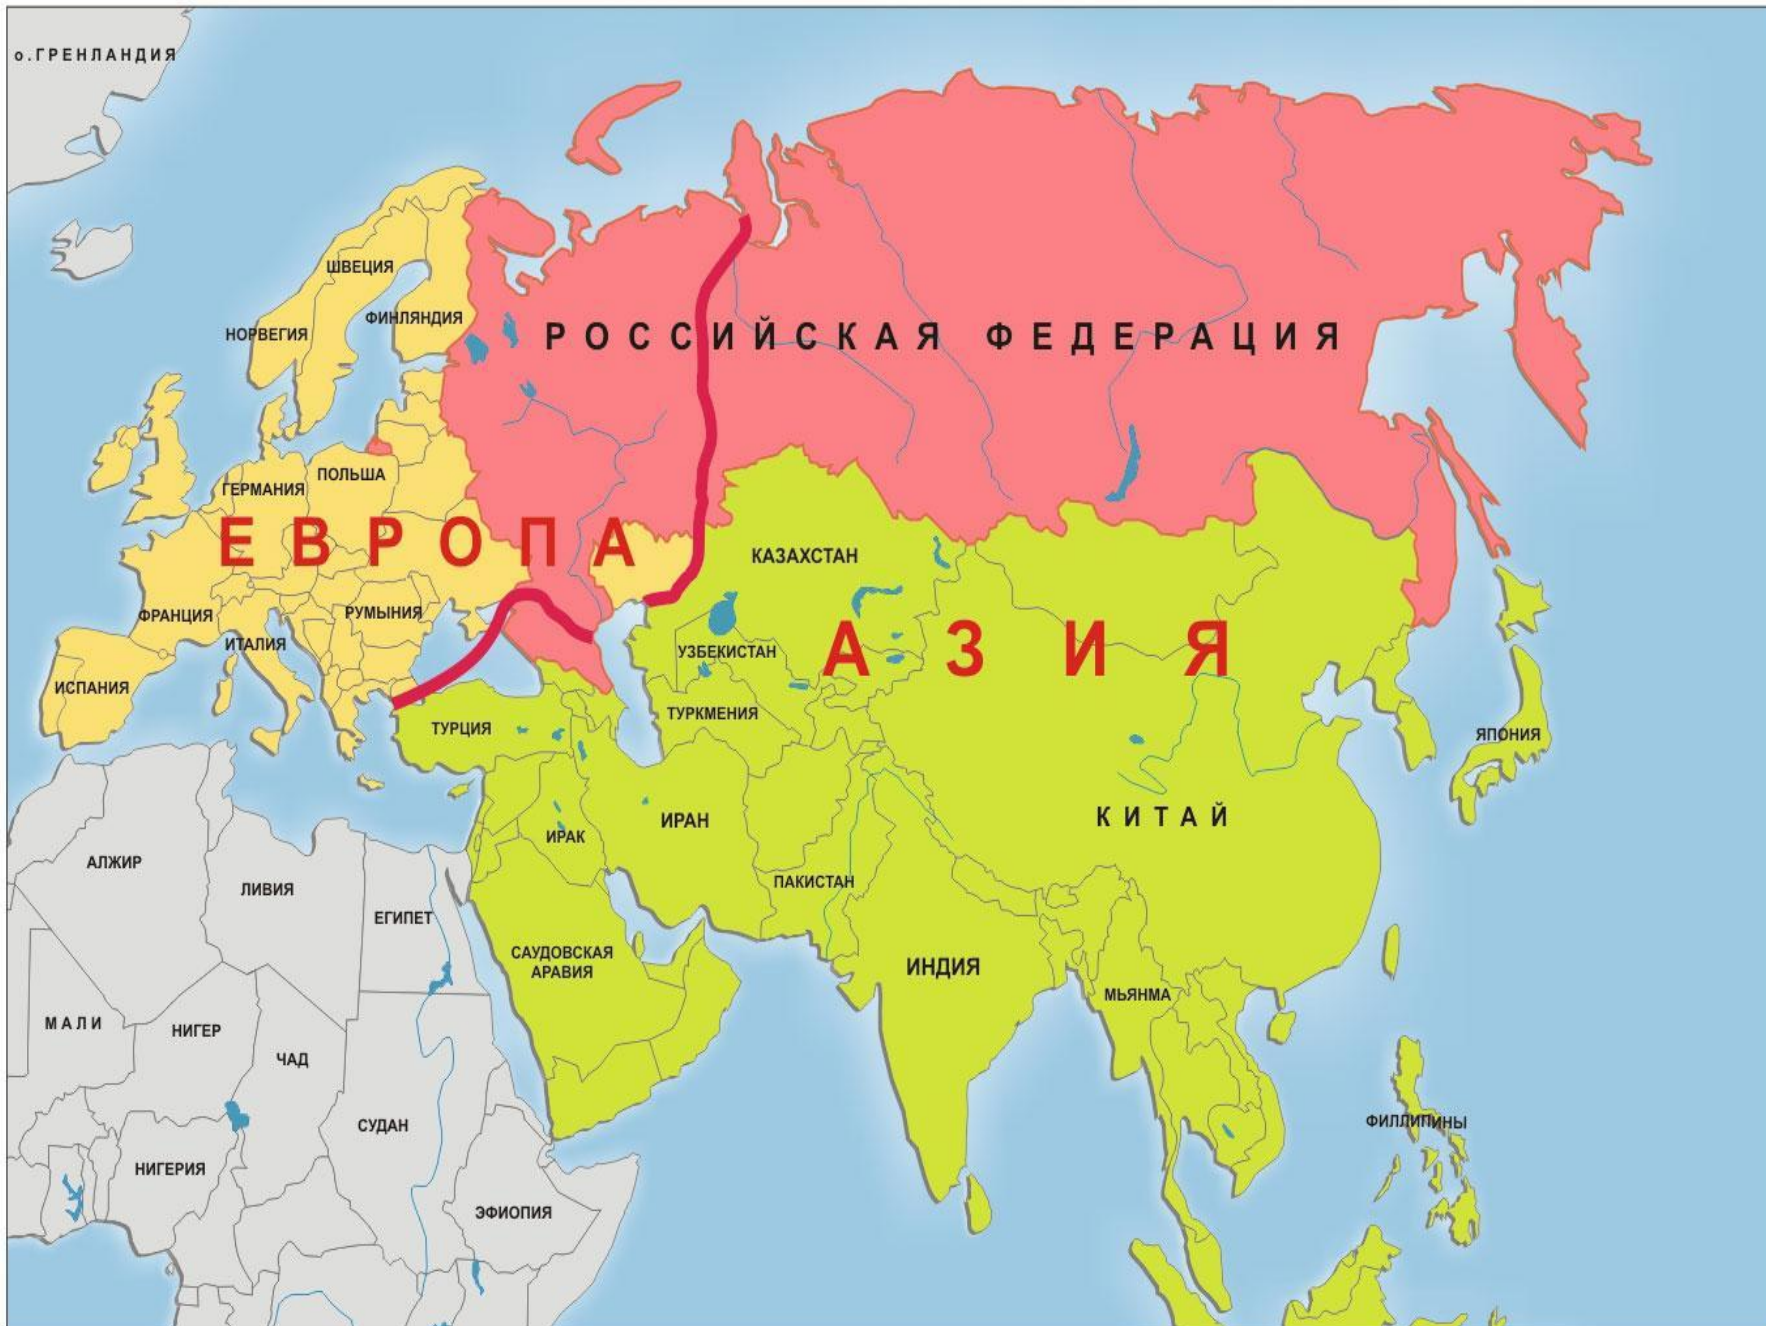 о.ГРЕНЛАНДИЯ
ШВЕЦИЯ
ФИНЛЯНДИЯ
НОРВЕГИЯ
РОССИЙСКАЯ ФЕДЕРАЦИЯ
ПОЛЬША
ГЕРМАНИЯ
ЕВРОПА
КАЗАХСТАН
ФРАНЦИЯ
РУМЫНИЯ
ИТАЛИЯ
УЗБЕКИСТАН
АЗИЯ
ИСПАНИЯ
ТУРКМЕНИЯ
ТУРЦИЯ
ЯПОНИЯ
ИРАН
КИТАЙ
ИРАК
АЛЖИР
ЛИВИЯ
ПАКИСТАН
ЕГИПЕТ
САУДОВСКАЯ
АРАВИЯ
ИНДИЯ
МЬЯНМА
МАЛИ
НИГЕР
ЧАД
СУДАН
ФИЛЛИПИНЫ
НИГЕРИЯ
ЭФИОПИЯ